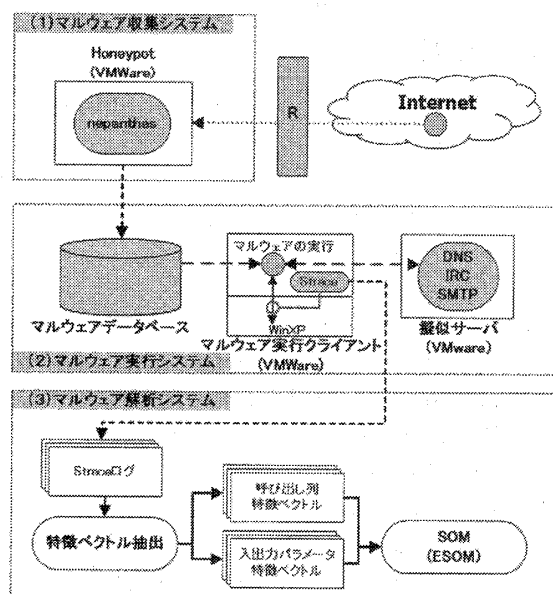 (1)マルウェア収集システム
Honeypot
(VMWare)
nepenthes
R
Internet
マルウェアの実行
Strace
WinXP
DNS
IRC
SMTP
マルウェアデータベース
マルウェア実行クライアント
(VMWare)
擬似サーバ
(VMware)
(2)マルウェア実行システム
(3)マルウェア解析システム
Straceログ
特徴ベクトル抽出
呼び出し列
特徴ベクトル
入出力パラメータ
特徴ベクトル
SOM
(ESOM)